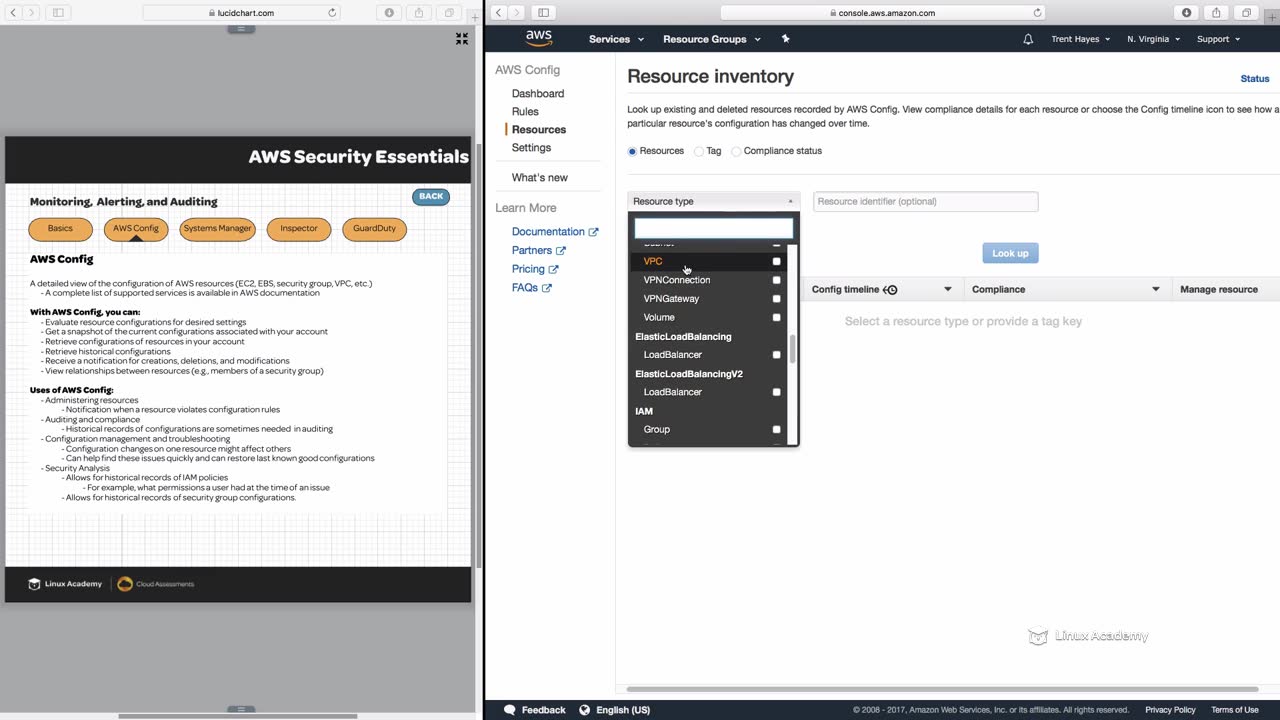 lucidchart.com
AWS Security Essentials
Monitoring, Alerting, and Auditing
BACK
Basics
AWS Config
Systems Manager
Inspector
GuardDuty
AWS Config
A detailed view of the configuration of AWS resources (EC2, EBS, security group, VPC, etc.)
- A complete list of supported services is available in AWS documentation
With AWS Config, you can:
- Evaluate resource configurations for desired settings
- Get a snapshot of the current configurations associated with your account
- Retrieve configurations of resources in your account
- Retrieve historical configurations
- Receive a notification for creations, deletions, and modifications
- View relationships between resources (e.g., members of a security group)
Uses of AWS Config:
- Administering resources
- Notification when a resource violates configuration rules
- Auditing and compliance
- Historical records of configurations are sometimes needed in auditing
- Configuration management and troubleshooting
- Configuration changes on one resource might affect others
- Can help find these issues quickly and can restore last known good configurations
- Security Analysis
- Allows for historical records of IAM policies
- For example, what permissions a user had at the time of an issue
- Allows for historical records of security group configurations.
Linux Academy
Cloud Assessments
console.aws.amazon.com
aws
Services
Resource Groups
Trent Hayes
N. Virginia
Support
AWS Config
Dashboard
Rules
Resources
Settings
What's new
Learn More
Documentation
Partners
Pricing
FAQs
Resource inventory
Status
Look up existing and deleted resources recorded by AWS Config. View compliance details for each resource or choose the Config timeline icon to see how a
particular resource's configuration has changed over time.
Resources
Tag
Compliance status
Resource type
Resource identifier (optional)
VPC
VPNConnection
VPNGateway
Volume
ElasticLoadBalancing
LoadBalancer
ElasticLoadBalancingV2
LoadBalancer
IAM
Group
Look up
Config timeline
Compliance
Manage resource
Select a resource type or provide a tag key
Linux Academy
Feedback
English (US)
© 2008 - 2017, Amazon Web Services, Inc. or its affiliates. All rights reserved.
Privacy Policy
Terms of Use